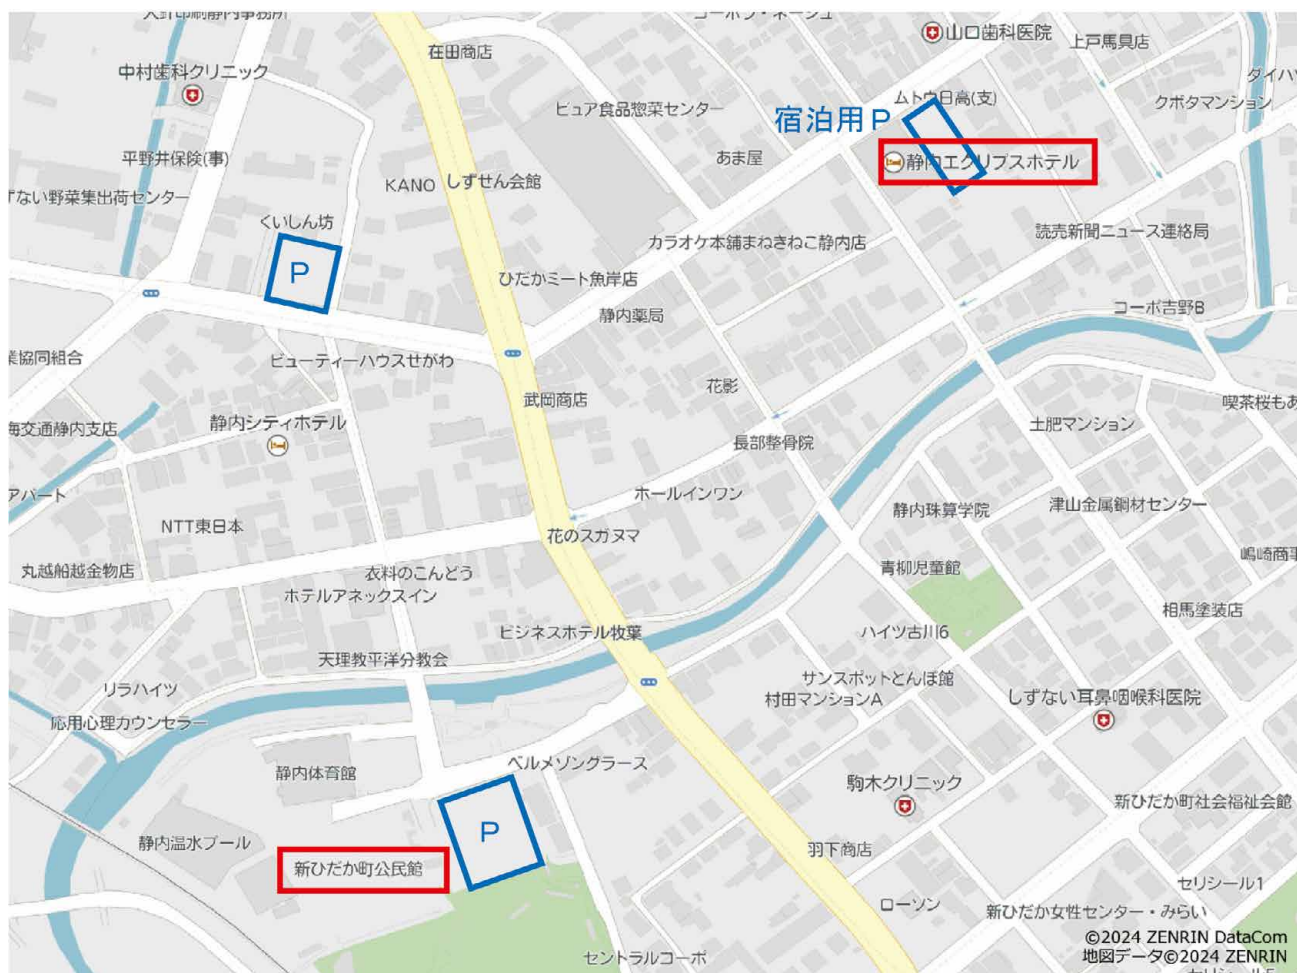 コーポラ・ネージュ
山口歯科医院
上戸馬具店
在田商店
中村歯科クリニック
ダイハツ
ムトウ日高(支)
クボタマンション
ピュア食品惣菜センター
宿泊用P
平野井保険(事)
あま屋
静内エクリプスホテル
KANO
しずせん会館
ずない野菜集出荷センター
くいしん坊
読売新聞ニュース連絡局
カラオケ本舗まねきねこ静内店
P
ひだかミート魚岸店
コーポ吉野B
静内薬局
業協同組合
ビューティーハウスせがわ
花影
武岡商店
喫茶桜もあ
静内シティホテル
土肥マンション
海交通静内支店
長部整骨院
アパート
ホールインワン
津山金属鋼材センター
静内珠算学院
NTT東日本
花のスガヌマ
嶋崎商事
丸越船越金物店
衣料のこんどう
青柳児童館
ホテルアネックスイン
相馬塗装店
ビジネスホテル牧葉
ハイツ古川6
天理教平洋分教会
サンスポットとんぼ館
リラハイツ
村田マンションA
しずない耳鼻咽喉科医院
応用心理カウンセラー
ベルメゾングラース
静内体育館
駒木クリニック
新ひだか町社会福祉会館
P
静内温水プール
羽下商店
新ひだか町公民館
セリシール1
ローソン
新ひだか女性センター・みらい
©2024 ZENRIN DataCom
地図データ©2024 ZENRIN
セントラルコーポ